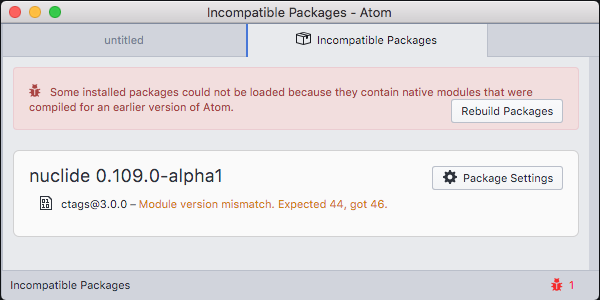 Incompatible Packages - Atom
untitled
Incompatible Packages
Some installed packages could not be loaded because they contain native modules that were
compiled for an earlier version of Atom.
Rebuild Packages
nuclide 0.109.0-alpha1
Package Settings
ctags@3.0.0 – Module version mismatch. Expected 44, got 46.
Incompatible Packages
1